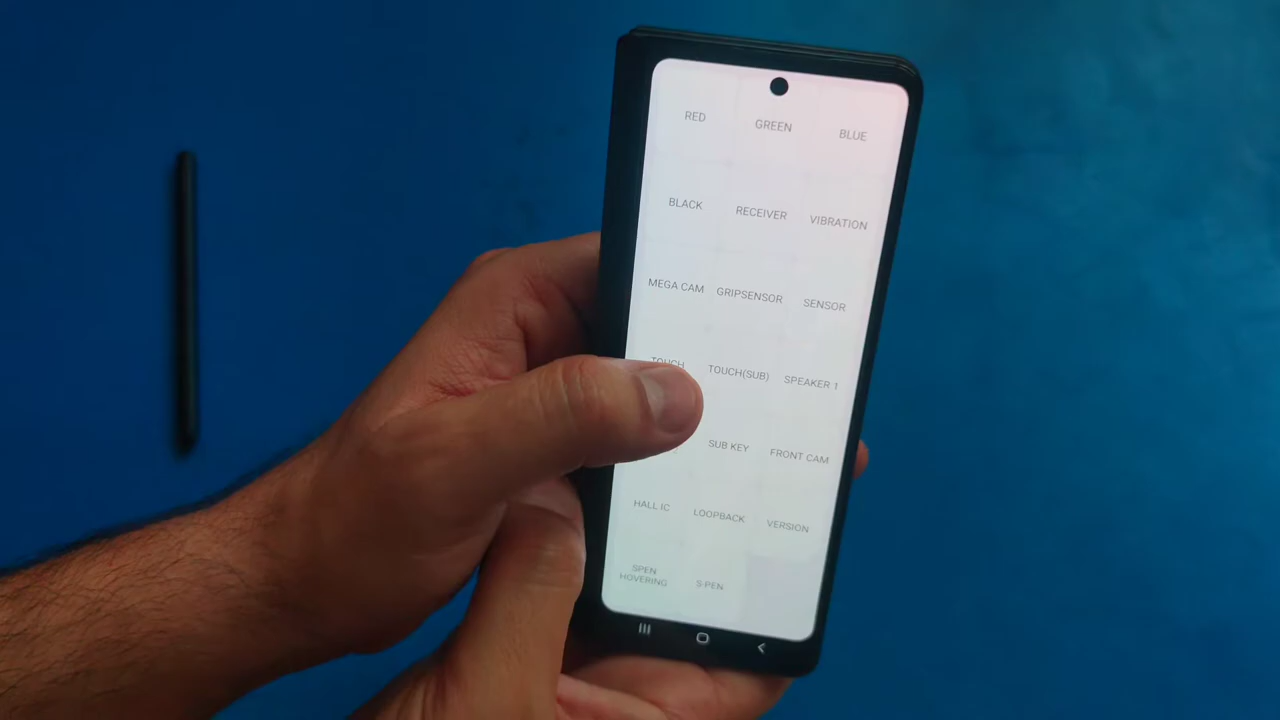 RED GREEN BLUE
BLACK RECEIVER VIBRATION
MEGA CAM GRIPSENSOR SENSOR
TOUCH TOUCH(SUB) SPEAKER 1
SUB KEY FRONT CAM
HALL IC LOOPBACK VERSION
SPEN
HOVERING S-PEN